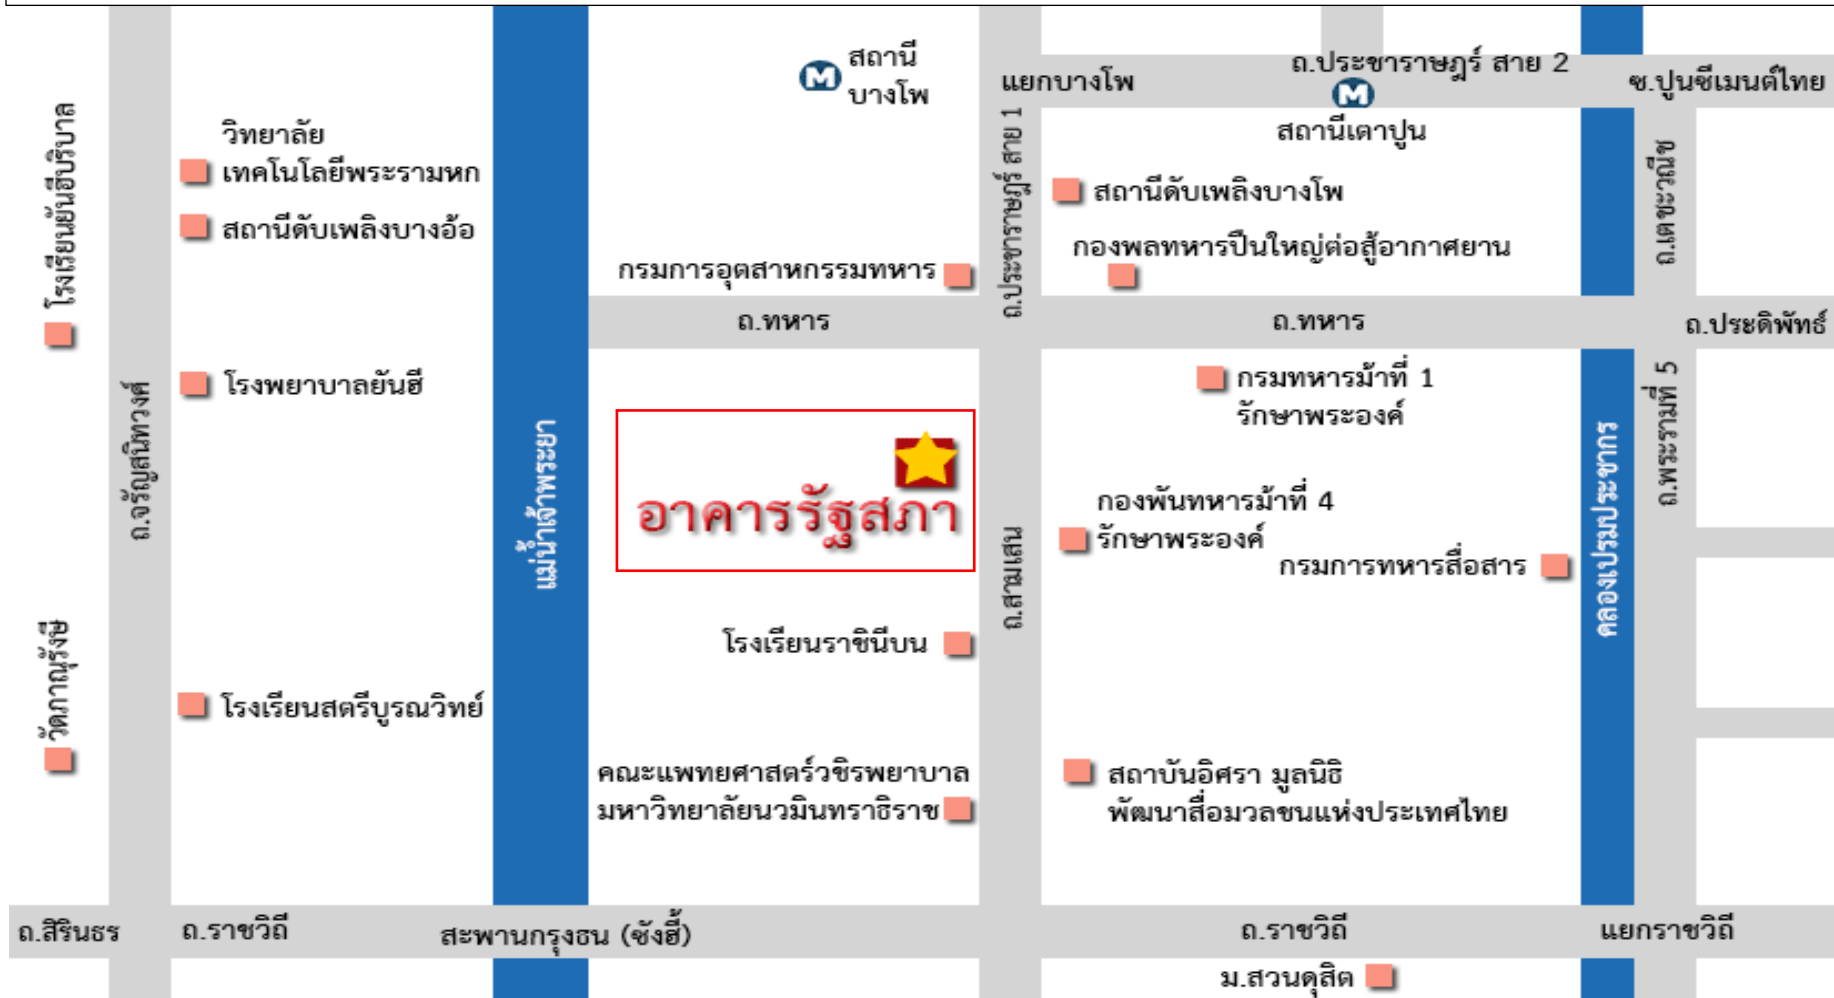 สถานี
บางโพ
แยกบางโพ
ถ.ประชาราษฎร์ สาย 2
ซ.ปูนซีเมนต์ไทย
สถานีเตาปูน
โรงเรียนยันฮีบริบาล
วิทยาลัย
เทคโนโลยีพระรามหก
สถานีดับเพลิงบางอ้อ
ถ.ประชาราษฎร์ สาย 1
สถานีดับเพลิงบางโพ
ถ.เตชะวณิช
กองพลทหารปืนใหญ่ต่อสู้อากาศยาน
กรมการอุตสาหกรรมทหาร
ถ.ทหาร
ถ.ทหาร
ถ.ประดิพัทธ์
โรงพยาบาลยันฮี
กรมทหารม้าที่ 1
รักษาพระองค์
ถ.จรัญสนิทวงศ์
แม่น้ำเจ้าพระยา
อาคารรัฐสภา
ถ.สามเสน
กองพันทหารม้าที่ 4
รักษาพระองค์
กรมการทหารสื่อสาร
คลองเปรมประชากร
ถ.พระรามที่ 5
โรงเรียนราชินีบน
วัดภาณุรังษี
โรงเรียนสตรีบูรณวิทย์
คณะแพทยศาสตร์วชิรพยาบาล
มหาวิทยาลัยนวมินทราธิราช
สถาบันอิศรา มูลนิธิ
พัฒนาสื่อมวลชนแห่งประเทศไทย
ถ.สิรินธร
ถ.ราชวิถี
สะพานกรุงธน (ซังฮี้)
ถ.ราชวิถี
แยกราชวิถี
ม.สวนดุสิต